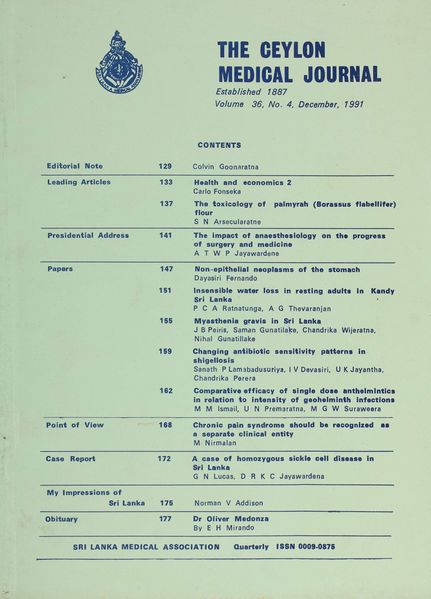 THE CEYLON
MEDICAL JOURNAL
Established 1887
Volume 36, No. 4, December, 1991
CONTENTS
Editorial Note 129 Colvin Goonaratna
Leading Articles 133 Health and economics 2
Carlo Fonseka
137 The toxicology of palmyrah (Borassus flabellifer)
flour
S N Arseculaратne
Presidential Address 141 The impact of anaesthesiology on the progress
of surgery and medicine
A T W P Jayawardene
Papers 147 Non-epithelial neoplasms of the stomach
Dayasiri Fernando
151 Insensible water loss in resting adults in Kandy
Sri Lanka
P C A Ratnatunga, A G Thevaranjan
155 Myasthenia gravis in Sri Lanka
J B Peiris, Saman Gunatilake, Chandrika Wijeratna,
Nihal Gunatillake
159 Changing antibiotic sensitivity patterns in
shigellosis
Sanath P Lamabadusuriya, I V Devasiri, U K Jayantha,
Chandrika Perera
162 Comparative efficacy of single dose anthelmintics
in relation to intensity of geohelminth infections
M M Ismail, U N Premaratna, M G W Suraweera
Point of View 168 Chronic pain syndrome should be recognized as
a separate clinical entity
M Nirmalan
Case Report 172 A case of homozygous sickle cell disease in
Sri Lanka
G N Lucas, D R K C Jayawardena
My Impressions of
Sri Lanka 175 Norman V Addison
Obituary 177 Dr Oliver Medonza
By E H Mirando
SRI LANKA MEDICAL ASSOCIATION Quarterly ISSN 0009-0875